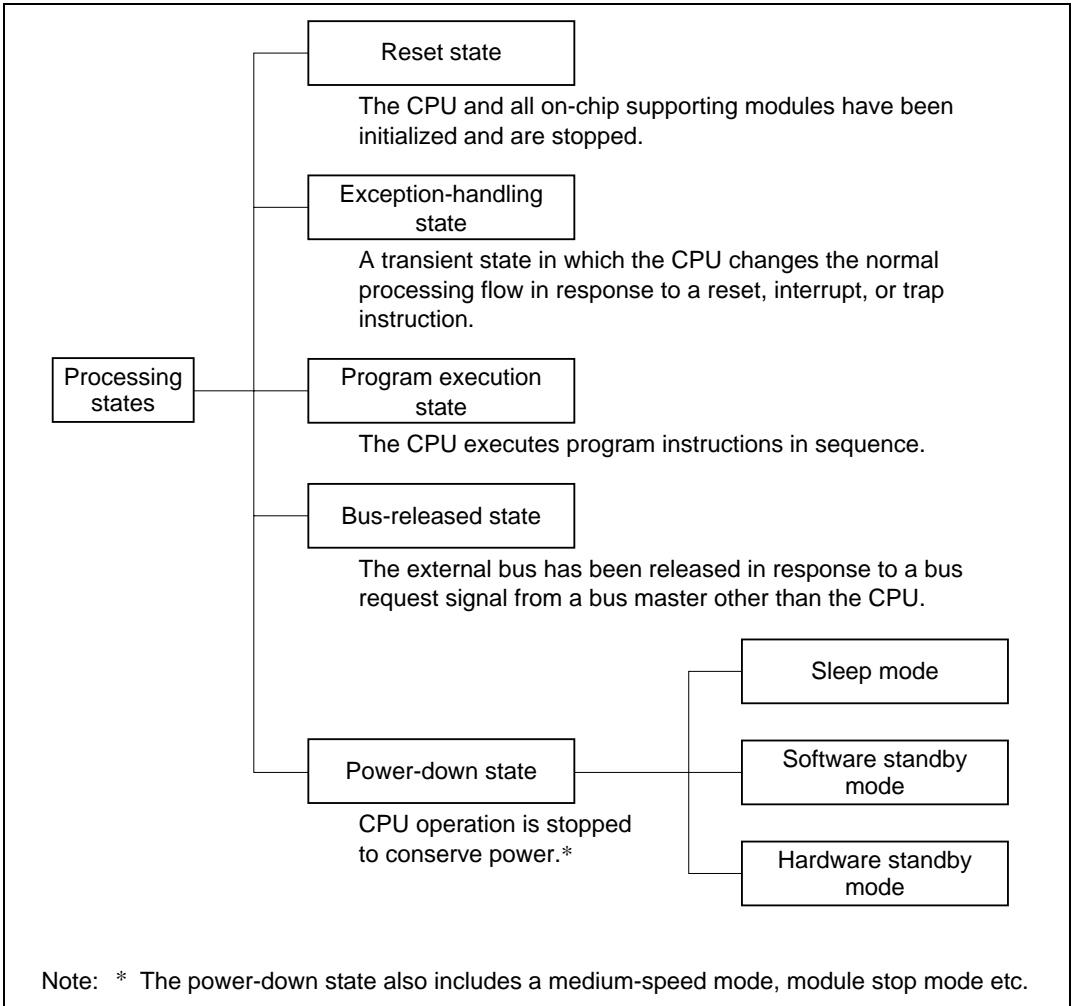 Reset state
The CPU and all on-chip supporting modules have been
initialized and are stopped.
Exception-handling
state
A transient state in which the CPU changes the normal
processing flow in response to a reset, interrupt, or trap
instruction.
Processing
states
Program execution
state
The CPU executes program instructions in sequence.
Bus-released state
The external bus has been released in response to a bus
request signal from a bus master other than the CPU.
Power-down state
CPU operation is stopped
to conserve power.*
Sleep mode
Software standby
mode
Hardware standby
mode
Note: * The power-down state also includes a medium-speed mode, module stop mode etc.